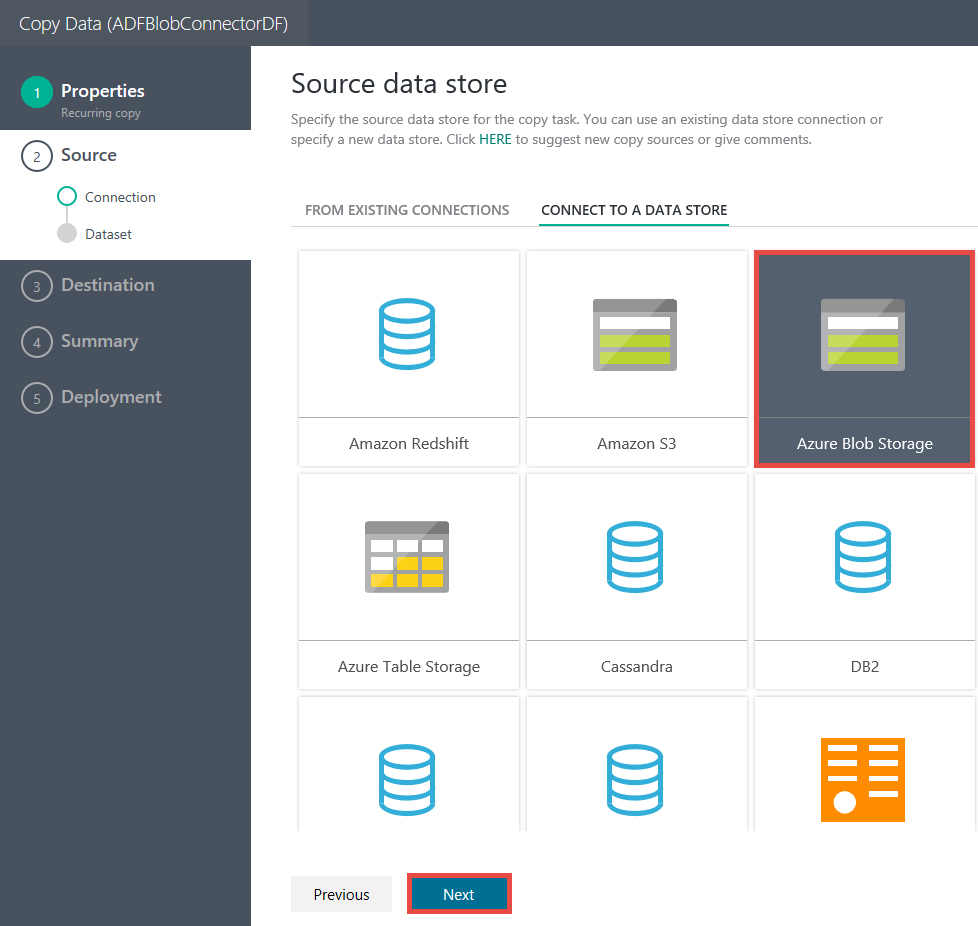 Copy Data (ADFBlobConnectorDF)
1 Properties
Recurring copy
2 Source
Connection
Dataset
3 Destination
4 Summary
5 Deployment
Source data store
Specify the source data store for the copy task. You can use an existing data store connection or
specify a new data store. Click HERE to suggest new copy sources or give comments.
FROM EXISTING CONNECTIONS CONNECT TO A DATA STORE
Amazon Redshift Amazon S3 Azure Blob Storage
Azure Table Storage Cassandra DB2
Previous Next